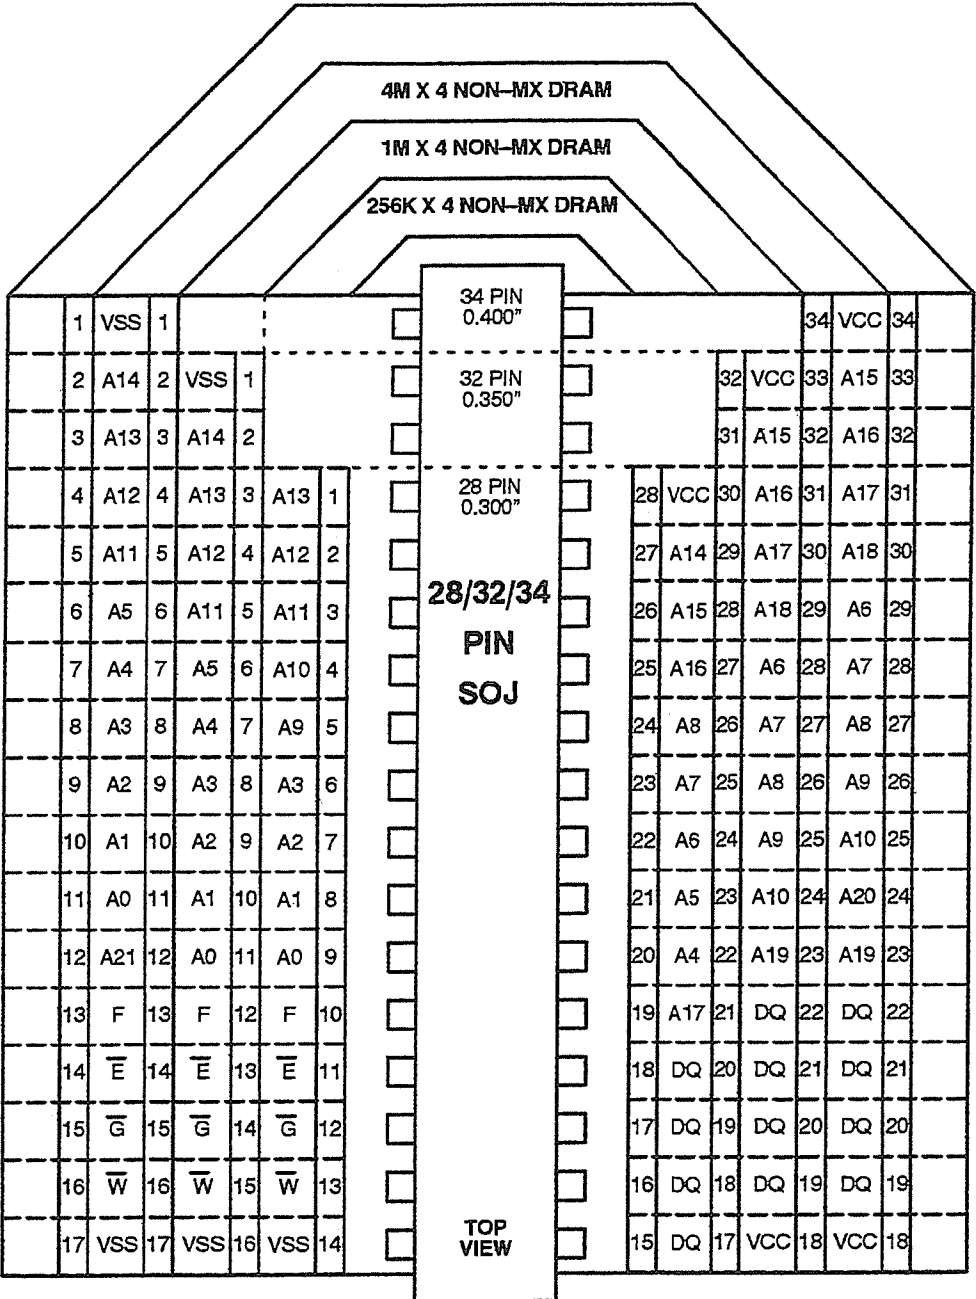 4M X 4 NON–MX DRAM
1M X 4 NON–MX DRAM
256K X 4 NON–MX DRAM
34 PIN
0.400"
32 PIN
0.350"
28 PIN
0.300"
28/32/34
PIN
SOJ
TOP
VIEW
1 VSS 1 34 VCC 34
2 A14 2 VSS 1 32 VCC 33 A15 33
3 A13 3 A14 2 31 A15 32 A16 32
4 A12 4 A13 3 A13 1 28 VCC 30 A16 31 A17 31
5 A11 5 A12 4 A12 2 27 A14 29 A17 30 A18 30
6 A5 6 A11 5 A11 3 26 A15 28 A18 29 A6 29
7 A4 7 A5 6 A10 4 25 A16 27 A6 28 A7 28
8 A3 8 A4 7 A9 5 24 A8 26 A7 27 A8 27
9 A2 9 A3 8 A3 6 23 A7 25 A8 26 A9 26
10 A1 10 A2 9 A2 7 22 A6 24 A9 25 A10 25
11 A0 11 A1 10 A1 8 21 A5 23 A10 24 A20 24
12 A21 12 A0 11 A0 9 20 A4 22 A19 23 A19 23
13 F 13 F 12 F 10 19 A17 21 DQ 22 DQ 22
14 E̅ 14 E̅ 13 E̅ 11 18 DQ 20 DQ 21 DQ 21
15 G̅ 15 G̅ 14 G̅ 12 17 DQ 19 DQ 20 DQ 20
16 W̅ 16 W̅ 15 W̅ 13 16 DQ 18 DQ 19 DQ 19
17 VSS 17 VSS 16 VSS 14 15 DQ 17 VCC 18 VCC 18